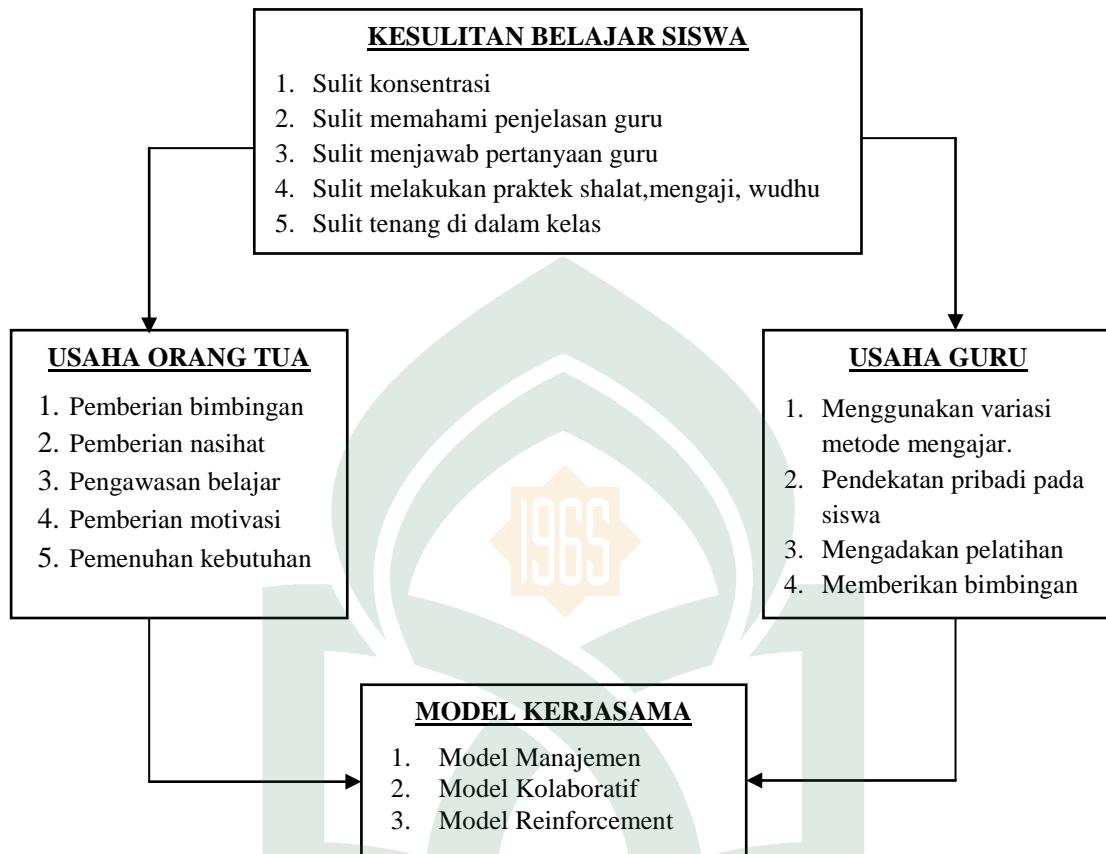 KESULITAN BELAJAR SISWA
1. Sulit konsentrasi
2. Sulit memahami penjelasan guru
3. Sulit menjawab pertanyaan guru
4. Sulit melakukan praktek shalat,mengaji, wudhu
5. Sulit tenang di dalam kelas
USAHA ORANG TUA
1. Pemberian bimbingan
2. Pemberian nasihat
3. Pengawasan belajar
4. Pemberian motivasi
5. Pemenuhan kebutuhan
USAHA GURU
1. Menggunakan variasi
metode mengajar.
2. Pendekatan pribadi pada
siswa
3. Mengadakan pelatihan
4. Memberikan bimbingan
1965
MODEL KERJASAMA
1. Model Manajemen
2. Model Kolaboratif
3. Model Reinforcement